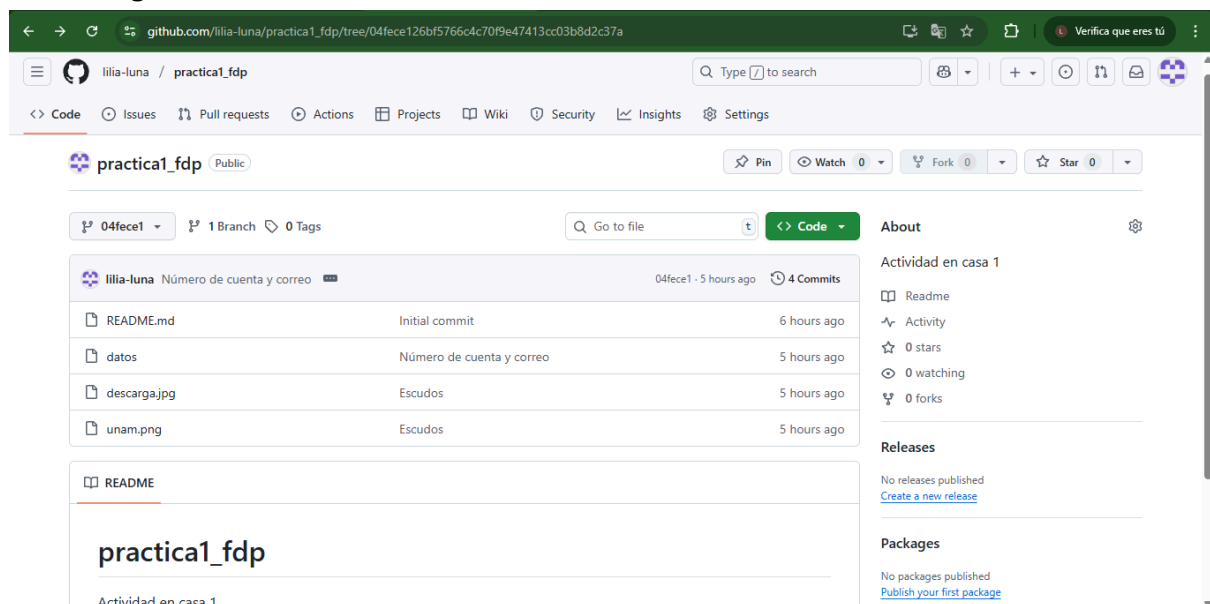 github.com/lilia-luna/practica1_fdp/tree/04fece126bf5766c4c70f9e47413cc03b8d2c37a
L Verifica que eres tú
lilia-luna / practica1_fdp
Type / to search
<> Code Issues Pull requests Actions Projects Wiki Security Insights Settings
practica1_fdp Public
Pin Watch 0 Fork 0 Star 0
04fece1 1 Branch 0 Tags
Go to file t
<> Code
lilia-luna Número de cuenta y correo
04fece1 · 5 hours ago 4 Commits
README.md Initial commit 6 hours ago
datos Número de cuenta y correo 5 hours ago
descarga.jpg Escudos 5 hours ago
unam.png Escudos 5 hours ago
README
practica1_fdp
Actividad en casa 1
About
Actividad en casa 1
Readme
Activity
0 stars
0 watching
0 forks
Releases
No releases published
Create a new release
Packages
No packages published
Publish your first package